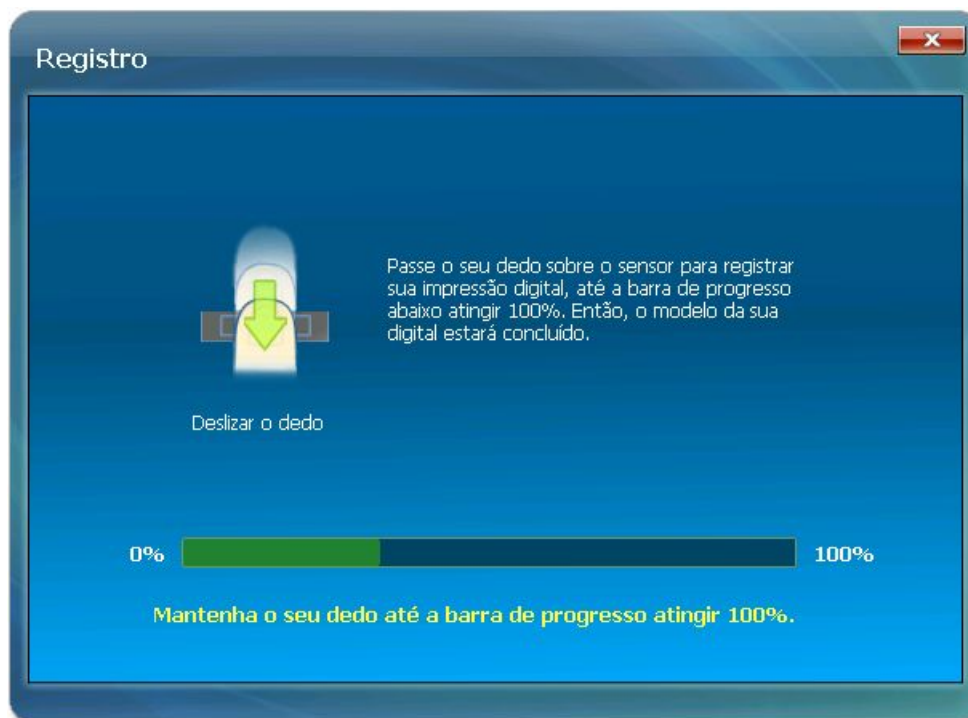 Registro
Passe o seu dedo sobre o sensor para registrar
sua impressão digital, até a barra de progresso
abaixo atingir 100%. Então, o modelo da sua
digital estará concluído.
Deslizar o dedo
0%
100%
Mantenha o seu dedo até a barra de progresso atingir 100%.